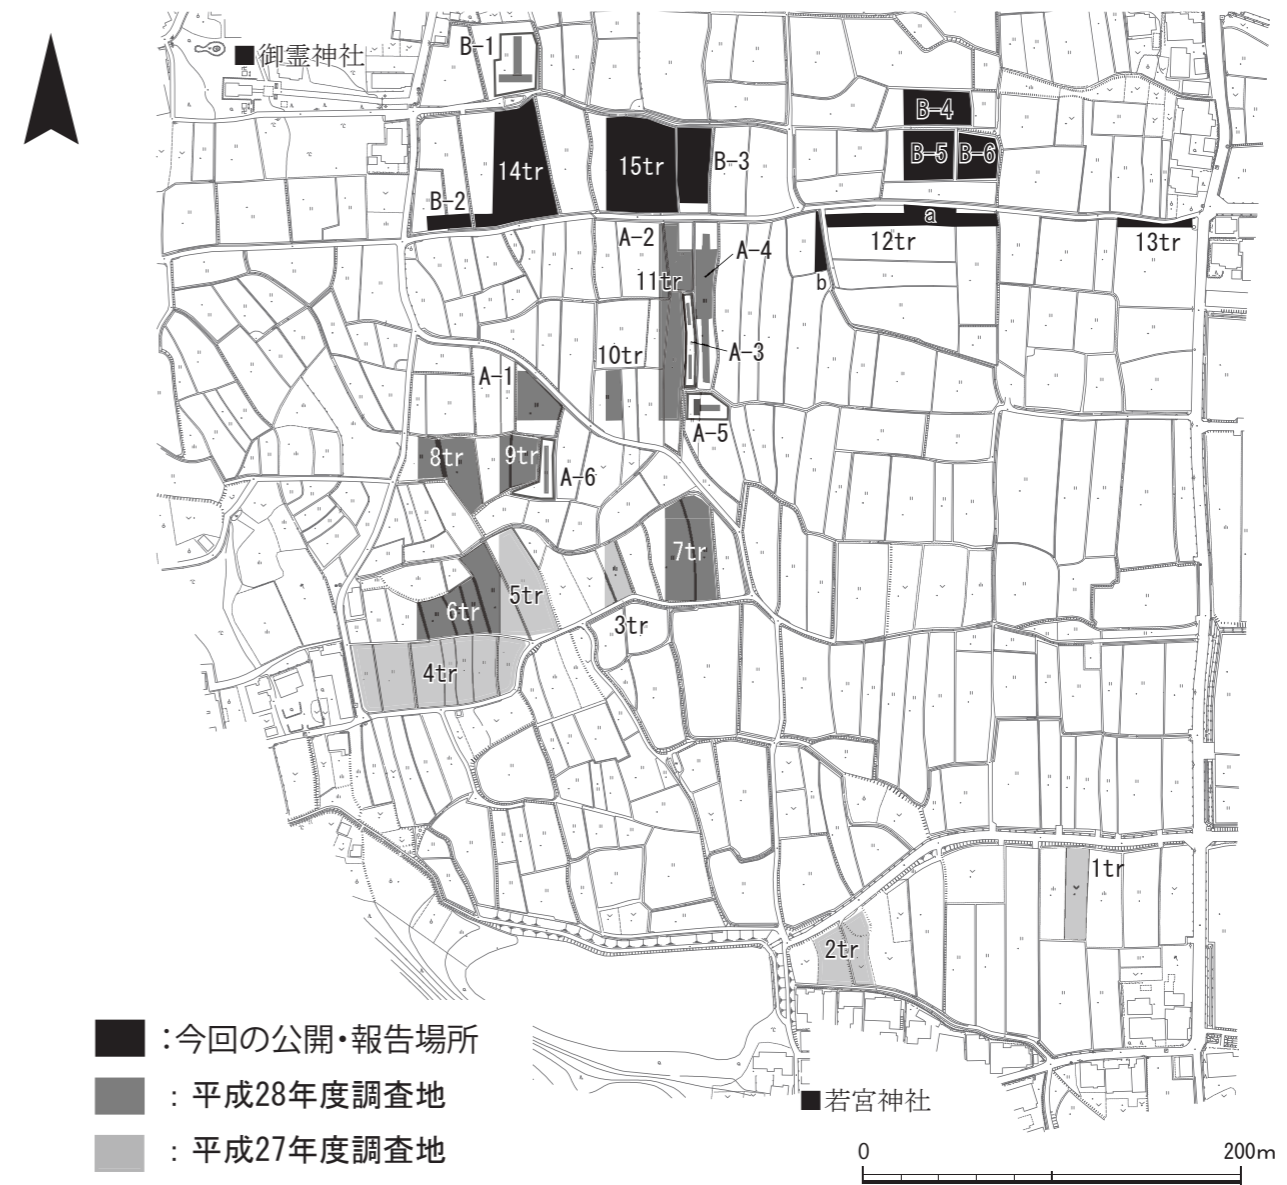 B-1
■御霊神社
B-4
B-5
B-6
14tr
15tr
B-3
B-2
a
12tr
13tr
b
A-2
A-4
11tr
A-3
10tr
A-1
A-5
8tr
9tr
A-6
7tr
5tr
6tr
3tr
4tr
1tr
2tr
：今回の公開・報告場所
：平成28年度調査地
：平成27年度調査地
■若宮神社
0 200m